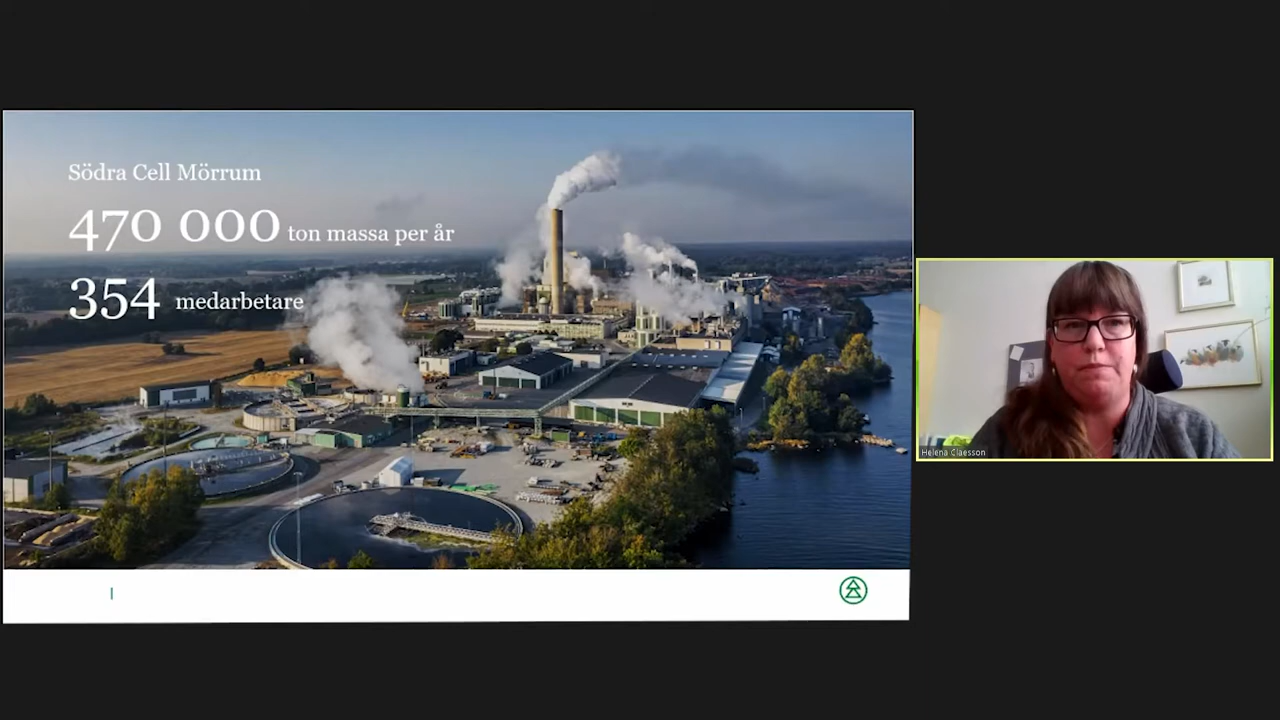 Södra Cell Mörrum
470 000 ton massa per år
354 medarbetare
Helena Claesson